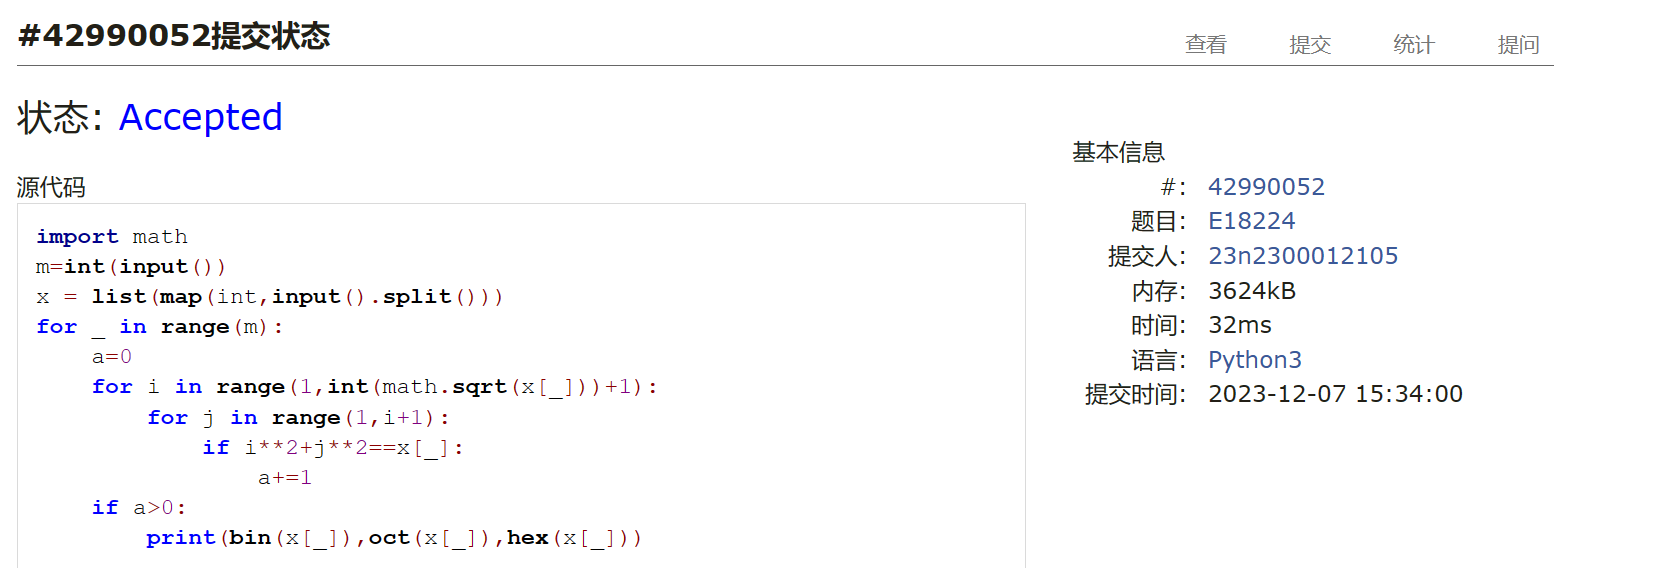 #42990052提交状态
查看 提交 统计 提问
状态: Accepted
源代码
import math
m=int(input())
x = list(map(int,input().split()))
for _ in range(m):
    a=0
    for i in range(1,int(math.sqrt(x[_]))+1):
        for j in range(1,i+1):
            if i**2+j**2==x[_]:
                a+=1
    if a>0:
        print(bin(x[_]),oct(x[_]),hex(x[_]))
基本信息
#: 42990052
题目: E18224
提交人: 23n2300012105
内存: 3624kB
时间: 32ms
语言: Python3
提交时间: 2023-12-07 15:34:00